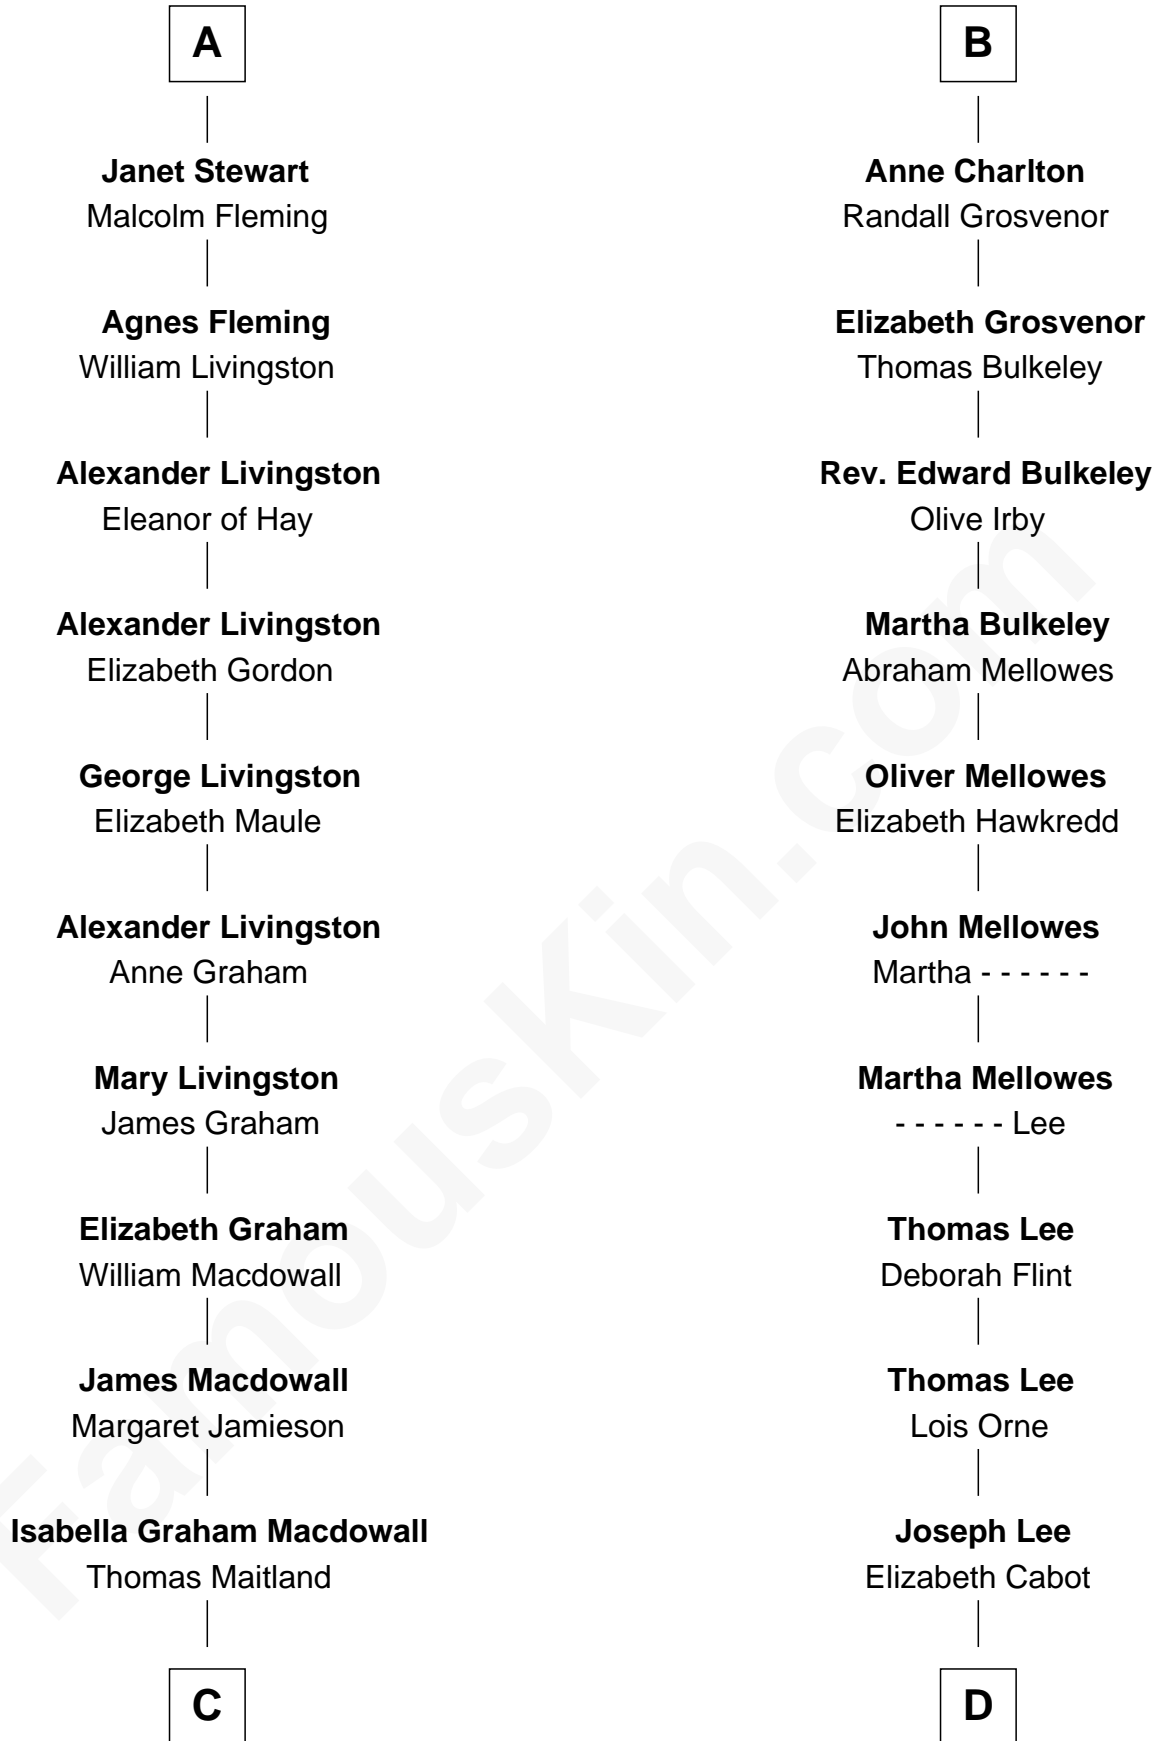 A
Janet Stewart
Malcolm Fleming
Agnes Fleming
William Livingston
Alexander Livingston
Eleanor of Hay
Alexander Livingston
Elizabeth Gordon
George Livingston
Elizabeth Maule
Alexander Livingston
Anne Graham
Mary Livingston
James Graham
Elizabeth Graham
William Macdowall
James Macdowall
Margaret Jamieson
Isabella Graham Macdowall
Thomas Maitland
C
B
Anne Charlton
Randall Grosvenor
Elizabeth Grosvenor
Thomas Bulkeley
Rev. Edward Bulkeley
Olive Irby
Martha Bulkeley
Abraham Mellowes
Oliver Mellowes
Elizabeth Hawkredd
John Mellowes
Martha - - - - - -
Martha Mellowes
- - - - - - Lee
Thomas Lee
Deborah Flint
Thomas Lee
Lois Orne
Joseph Lee
Elizabeth Cabot
D
FamousKin.com